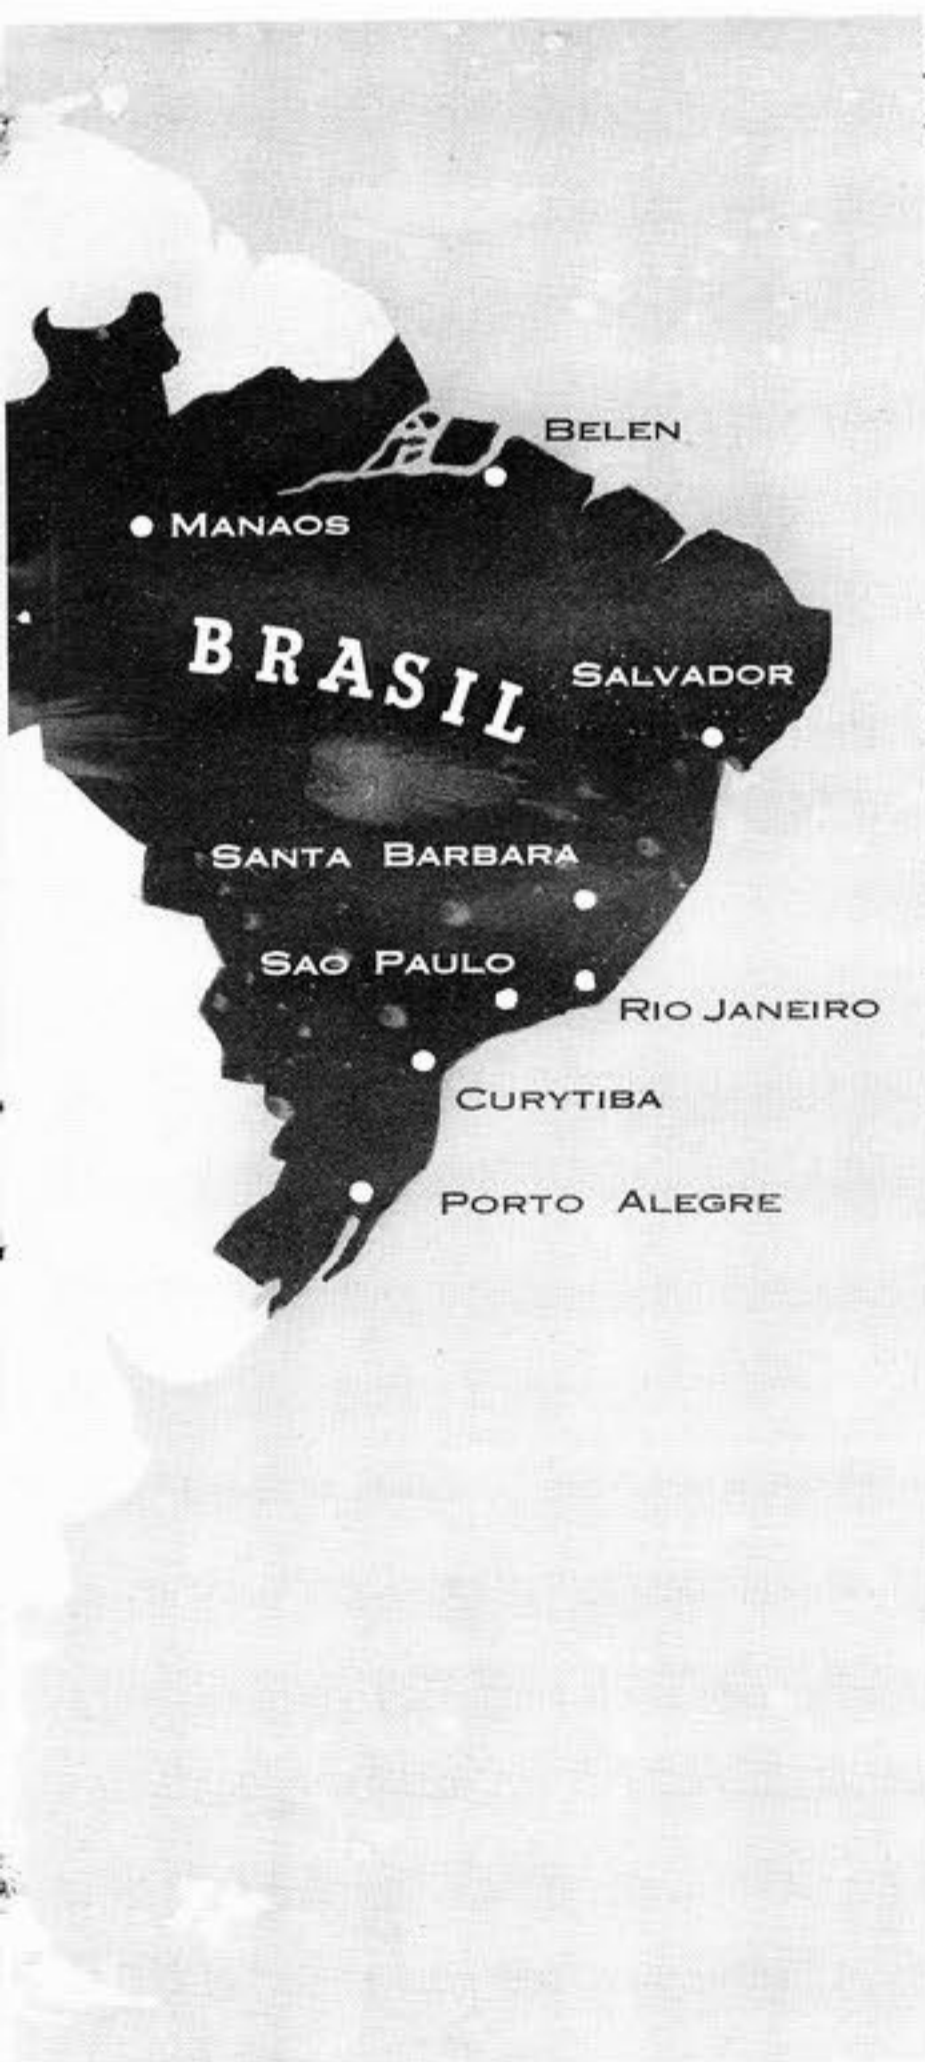 BELEN
MANAOS
BRASIL
SALVADOR
SANTA BARBARA
SAO PAULO
RIO JANEIRO
CURYTIBA
PORTO ALEGRE